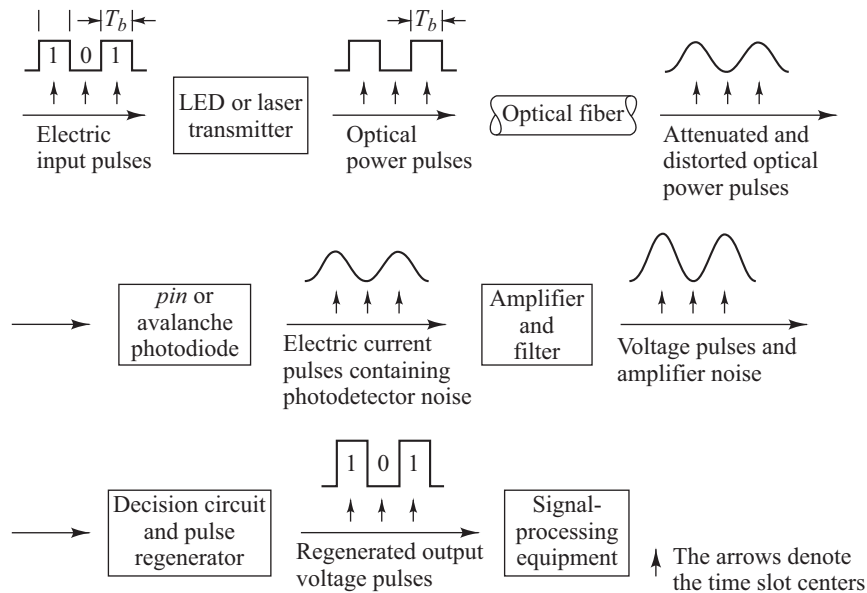 T_b
T_b
1 0 1
LED or laser
transmitter
Optical fiber
Electric
input pulses
Optical
power pulses
Attenuated and
distorted optical
power pulses
pin or
avalanche
photodiode
Amplifier
and
filter
Electric current
pulses containing
photodetector noise
Voltage pulses and
amplifier noise
1 0 1
Decision circuit
and pulse
regenerator
Regenerated output
voltage pulses
Signal-
processing
equipment
The arrows denote
the time slot centers